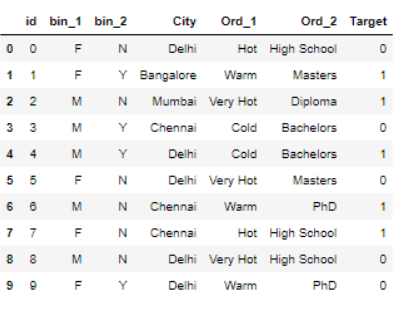 id bin_1 bin_2 City Ord_1 Ord_2 Target
0 0 F N Delhi Hot High School 0
1 1 F Y Bangalore Warm Masters 1
2 2 M N Mumbai Very Hot Diploma 1
3 3 M Y Chennai Cold Bachelors 0
4 4 M Y Delhi Cold Bachelors 1
5 5 F N Delhi Very Hot Masters 0
6 6 M N Chennai Warm PhD 1
7 7 F N Chennai Hot High School 1
8 8 M N Delhi Very Hot High School 0
9 9 F Y Delhi Warm PhD 0